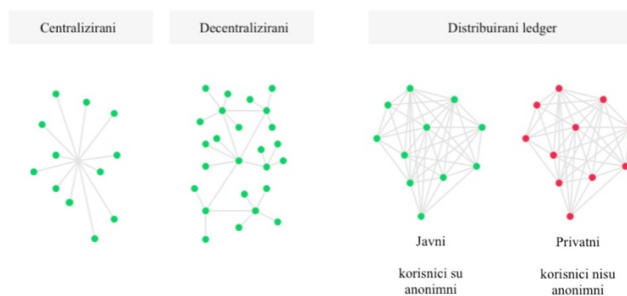 Centralizirani
Decentralizirani
Distribuirani ledger
Javni
korisnici su
anonimni
Privatni
korisnici nisu
anonimni